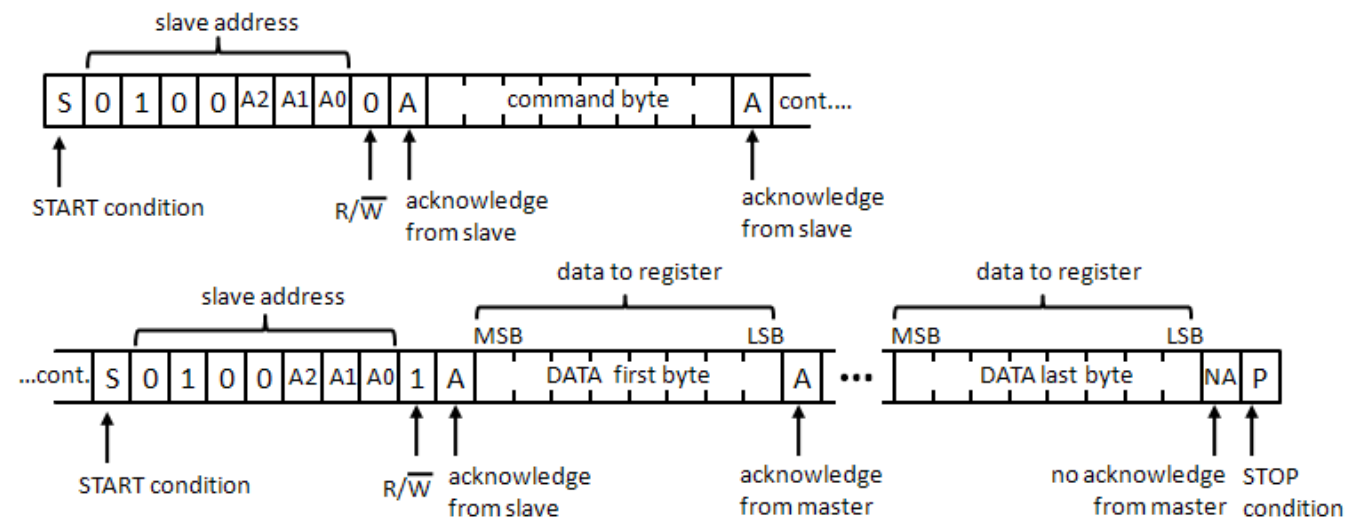 slave address
S 0 1 0 0 A2 A1 A0 0 A command byte A cont....
START condition R/W̅ acknowledge from slave acknowledge from slave
data to register data to register
slave address
MSB LSB MSB LSB
...cont. S 0 1 0 0 A2 A1 A0 1 A DATA first byte A ••• DATA last byte NA P
START condition R/W̅ acknowledge from slave acknowledge from master no acknowledge from master STOP condition